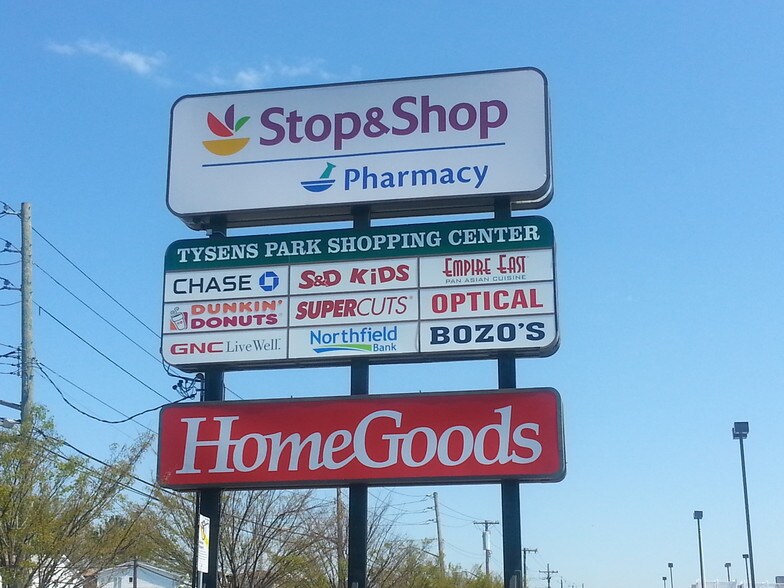 Stop&Shop
Pharmacy
TYSENS PARK SHOPPING CENTER
CHASE
S&D KiDS
EMPIRE EAST
PAN ASIAN CUISINE
DUNKIN'
DONUTS
SUPERCUTS
OPTICAL
GNC LiveWell
Northfield
Bank
BOZO'S
HomeGoods